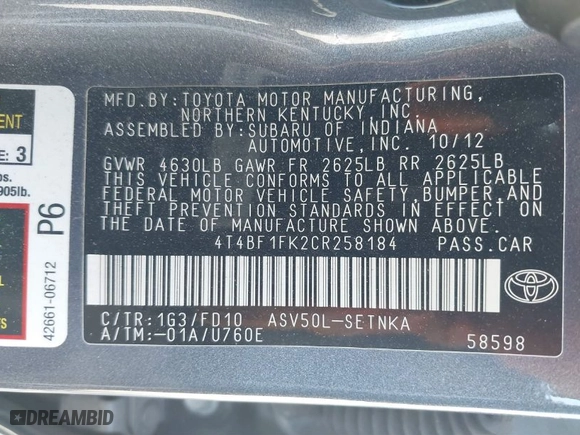 MFD.BY:TOYOTA MOTOR MANUFACTURING,
NORTHERN KENTUCKY, INC.
ASSEMBLED BY:SUBARU OF INDIANA
AUTOMOTIVE, INC. 10/12
GVWR 4630LB GAWR FR 2625LB RR 2625LB
THIS VEHICLE CONFORMS TO ALL APPLICABLE
FEDERAL MOTOR VEHICLE SAFETY,BUMPER,AND
THEFT PREVENTION STANDARDS IN EFFECT ON
THE DATE OF MANUFACTURE SHOWN ABOVE.
4T4BF1FK2CR258184 PASS.CAR
C/TR:1G3/FD10 ASV50L-SETNKA
A/TM:-01A/U760E
58598
TOYOTA
3
905lb.
P6
42661-06712
DREAMBID